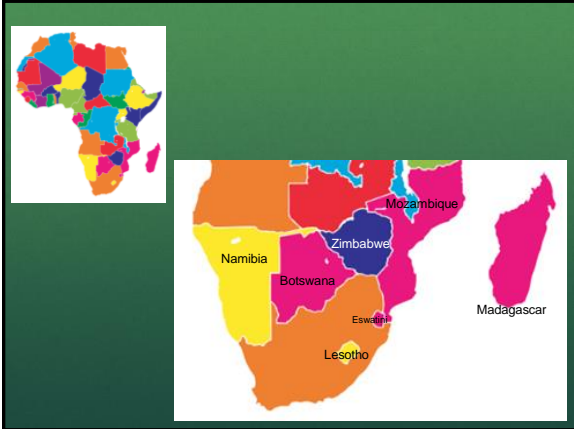 Mozambique
Zimbabwe
Namibia
Botswana
Madagascar
Eswatini
Lesotho